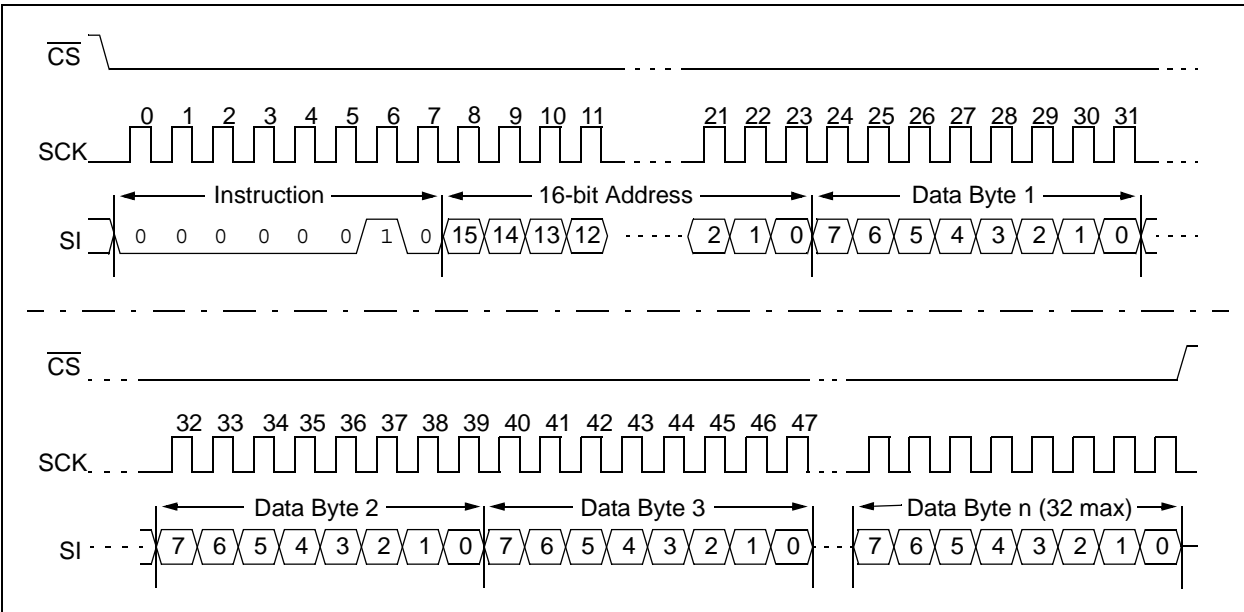 CS
0 1 2 3 4 5 6 7 8 9 10 11 21 22 23 24 25 26 27 28 29 30 31
SCK
Instruction 16-bit Address Data Byte 1
SI 0 0 0 0 0 0 1 0 15 14 13 12 2 1 0 7 6 5 4 3 2 1 0
CS
32 33 34 35 36 37 38 39 40 41 42 43 44 45 46 47
SCK
Data Byte 2 Data Byte 3 Data Byte n (32 max)
SI 7 6 5 4 3 2 1 0 7 6 5 4 3 2 1 0 7 6 5 4 3 2 1 0